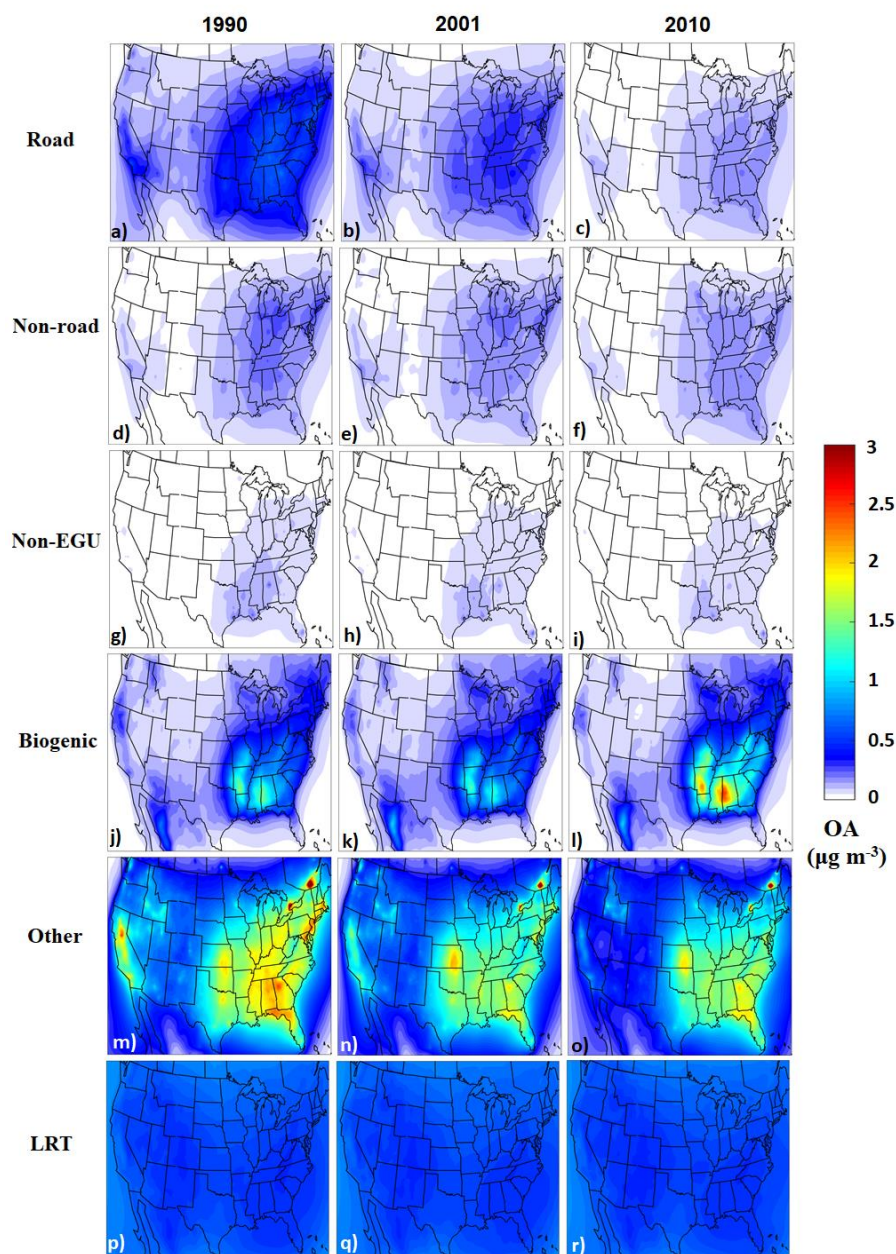 1990 2001 2010
Road
a) b) c)
Non-road
d) e) f)
Non-EGU
g) h) i)
Biogenic
j) k) l)
Other
m) n) o)
LRT
p) q) r)
3
2.5
2
1.5
1
0.5
0
OA
(μg m⁻³)